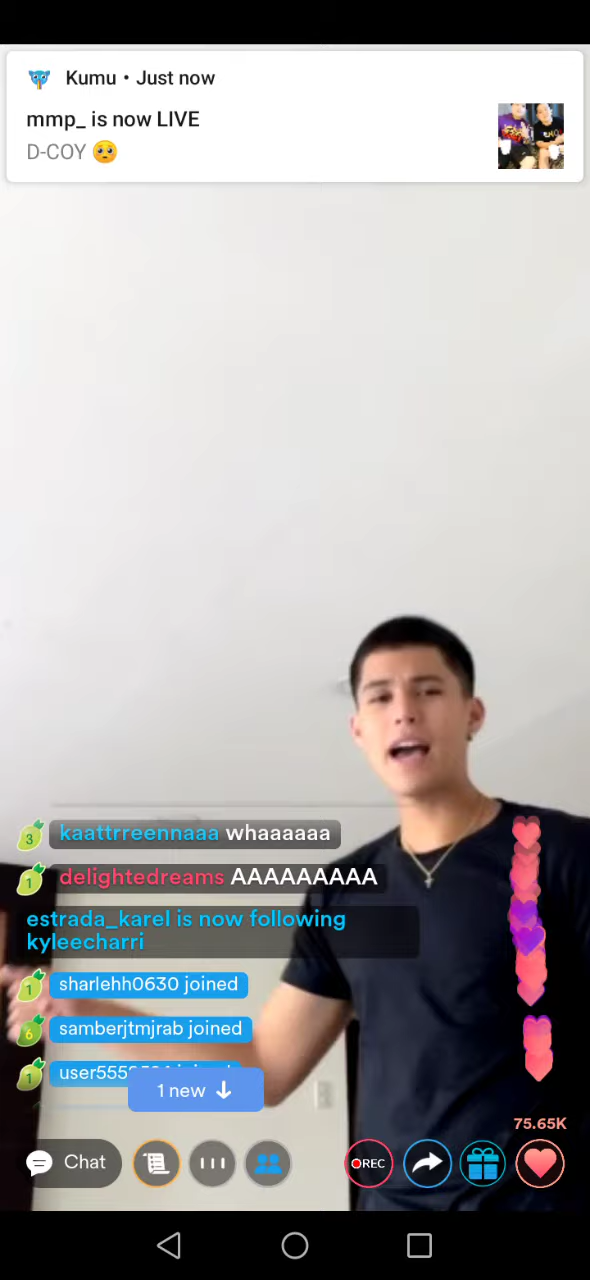 Kumu • Just now
mmp_ is now LIVE
D-COY 🥺
3 kaattrreennaaa whaaaaaa
1 delightedreams AAAAAAAAA
estrada_karel is now following
kyleecharri
1 sharlehh0630 joined
6 samberjtmjrab joined
1
1 new ↓
75.65K
Chat
REC